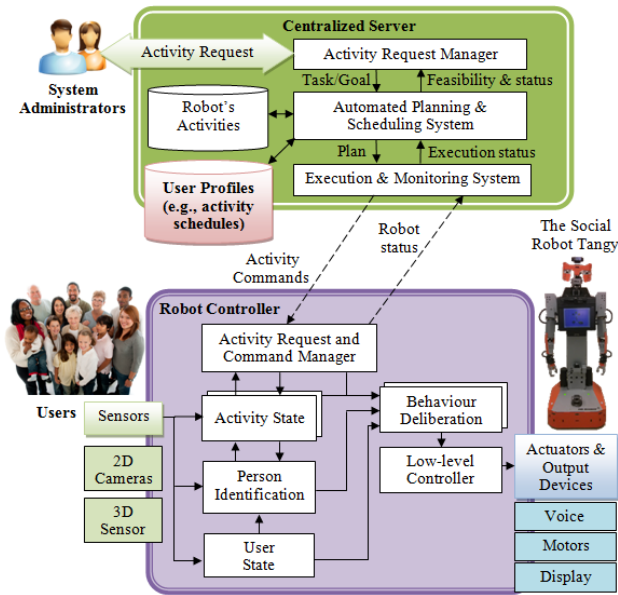 Centralized Server
Activity Request
Activity Request Manager
System
Administrators
Task/Goal
Feasibility & status
Robot's
Activities
Automated Planning &
Scheduling System
Plan
Execution status
User Profiles
(e.g., activity
schedules)
Execution & Monitoring System
Activity
Commands
Robot
status
The Social
Robot Tangy
Robot Controller
Activity Request and
Command Manager
Users
Sensors
Activity State
Behaviour
Deliberation
2D
Cameras
Person
Identification
Low-level
Controller
Actuators &
Output
Devices
3D
Sensor
User
State
Voice
Motors
Display